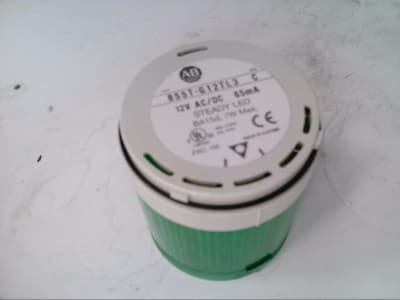 AB
855T-G12TL3 C
12V AC/DC 65mA
STEADY LED
BA15d, 7W Max.
CE